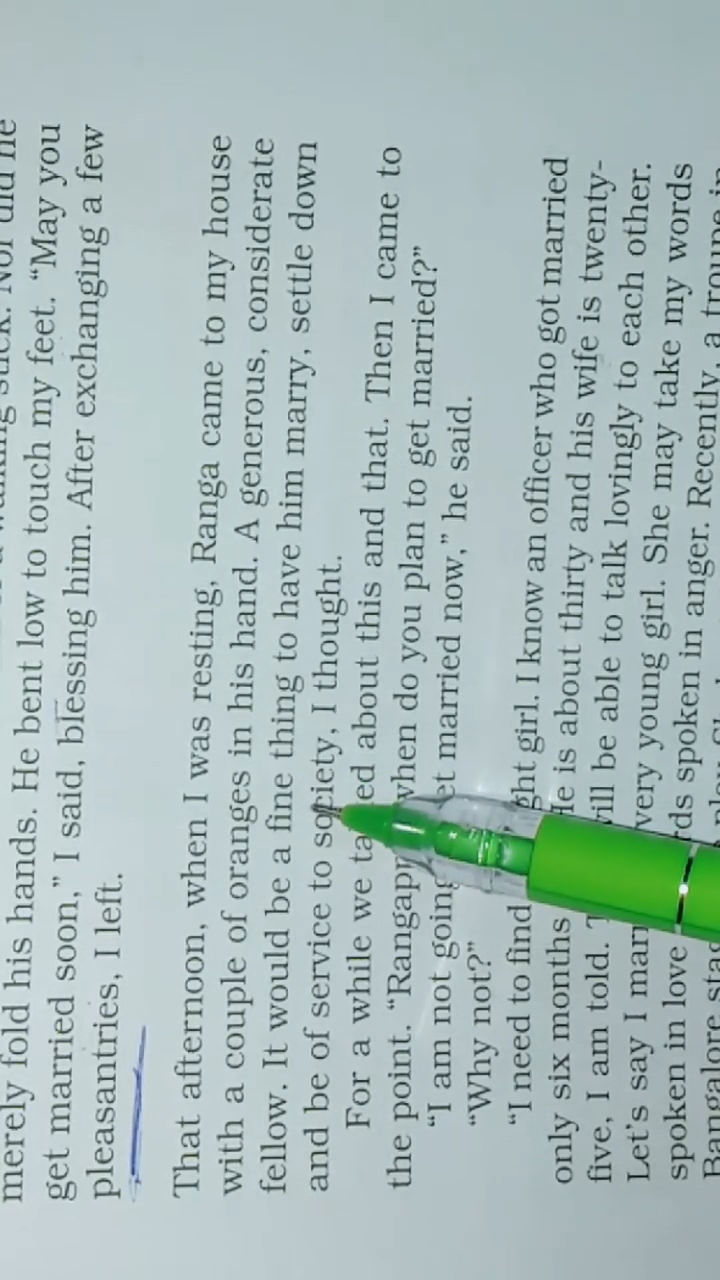 merely fold his hands. He bent low to touch my feet. “May you
get married soon,” I said, blessing him. After exchanging a few
pleasantries, I left.
That afternoon, when I was resting, Ranga came to my house
with a couple of oranges in his hand. A generous, considerate
fellow. It would be a fine thing to have him marry, settle down
and be of service to society, I thought.
For a while we ta ed about this and that. Then I came to
the point. “Rangap when do you plan to get married?”
“I am not going et married now,” he said.
“Why not?”
“I need to find ght girl. I know an officer who got married
only six months He is about thirty and his wife is twenty-
five, I am told. will be able to talk lovingly to each other.
Let’s say I mar very young girl. She may take my words
spoken in love rds spoken in anger. Recently, a troupe in
Bangalore